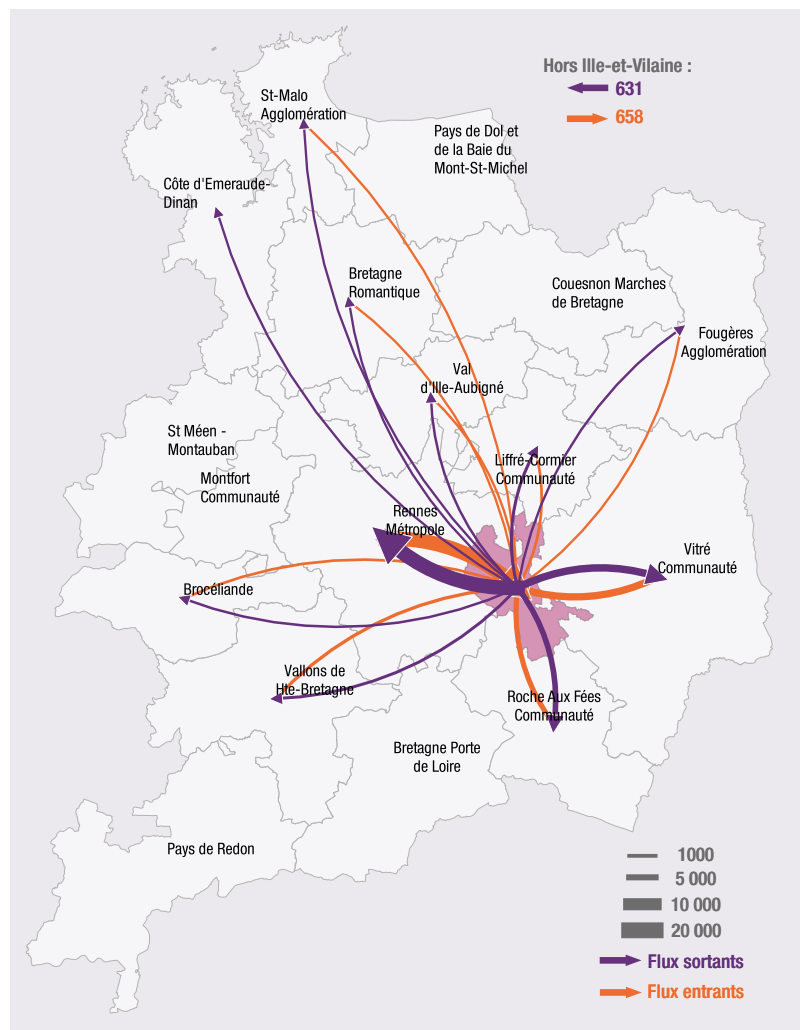 Hors Ille-et-Vilaine :
631
658
St-Malo
Agglomération
Pays de Dol et
de la Baie du
Mont-St-Michel
Côte d'Emeraude-
Dinan
Bretagne
Romantique
Couesnon Marches
de Bretagne
Fougères
Agglomération
Val
d'Ille-Aubigné
St Méen -
Montauban
Liffré-Cormier
Communauté
Montfort
Communauté
Rennes
Métropole
Vitré
Communauté
Brocéliande
Vallons de
Hte-Bretagne
Roche Aux Fées
Communauté
Bretagne Porte
de Loire
Pays de Redon
1000
5 000
10 000
20 000
Flux sortants
Flux entrants